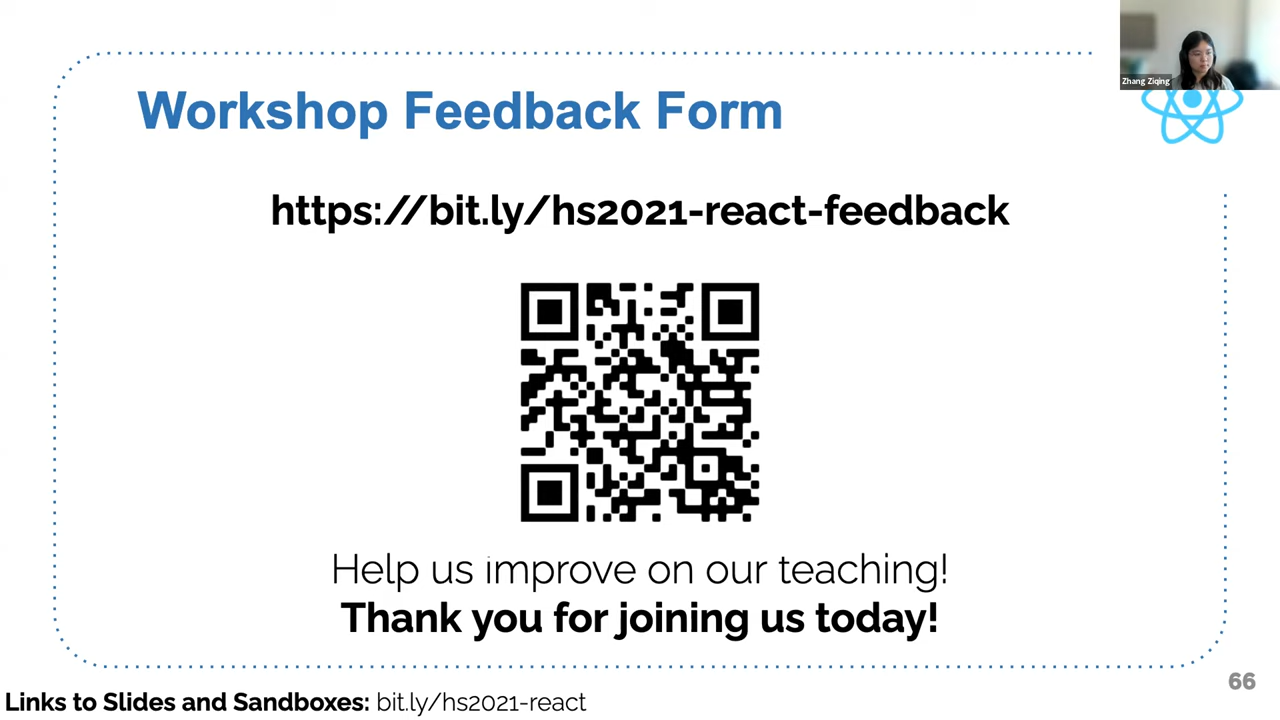 Zhang Ziqing
Workshop Feedback Form
https://bit.ly/hs2021-react-feedback
Help us improve on our teaching!
Thank you for joining us today!
66
Links to Slides and Sandboxes: bit.ly/hs2021-react